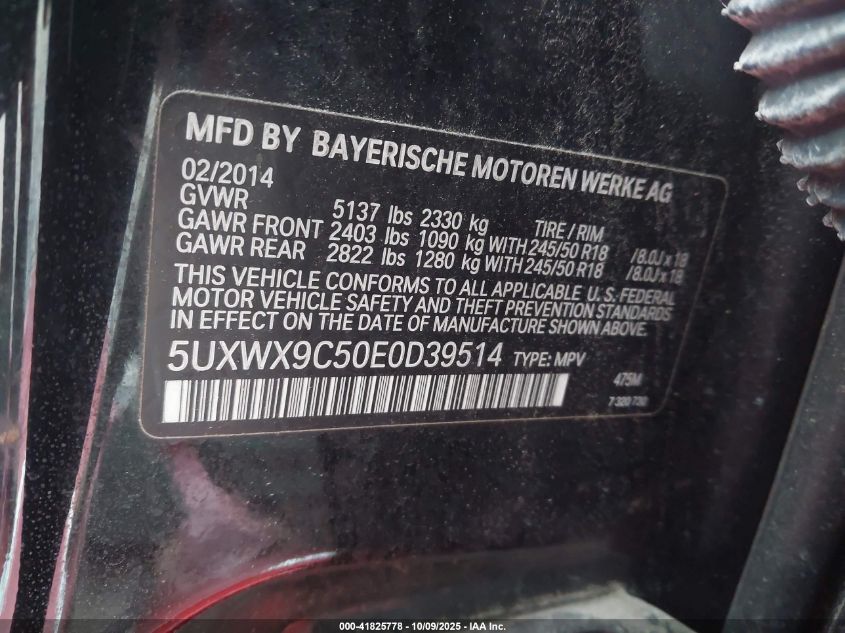 MFD BY BAYERISCHE MOTOREN WERKE AG
02/2014
GVWR 5137 lbs 2330 kg TIRE / RIM
GAWR FRONT 2403 lbs 1090 kg WITH 245/50 R18 /8.0J x 18
GAWR REAR 2822 lbs 1280 kg WITH 245/50 R18 /8.0J x 18
THIS VEHICLE CONFORMS TO ALL APPLICABLE U. S. FEDERAL
MOTOR VEHICLE SAFETY AND THEFT PREVENTION STANDARDS
IN EFFECT ON THE DATE OF MANUFACTURE SHOWN ABOVE.
5UXWX9C50E0D39514 TYPE: MPV
475M
7 320 730
000-41825778 - 10/09/2025 - IAA Inc.